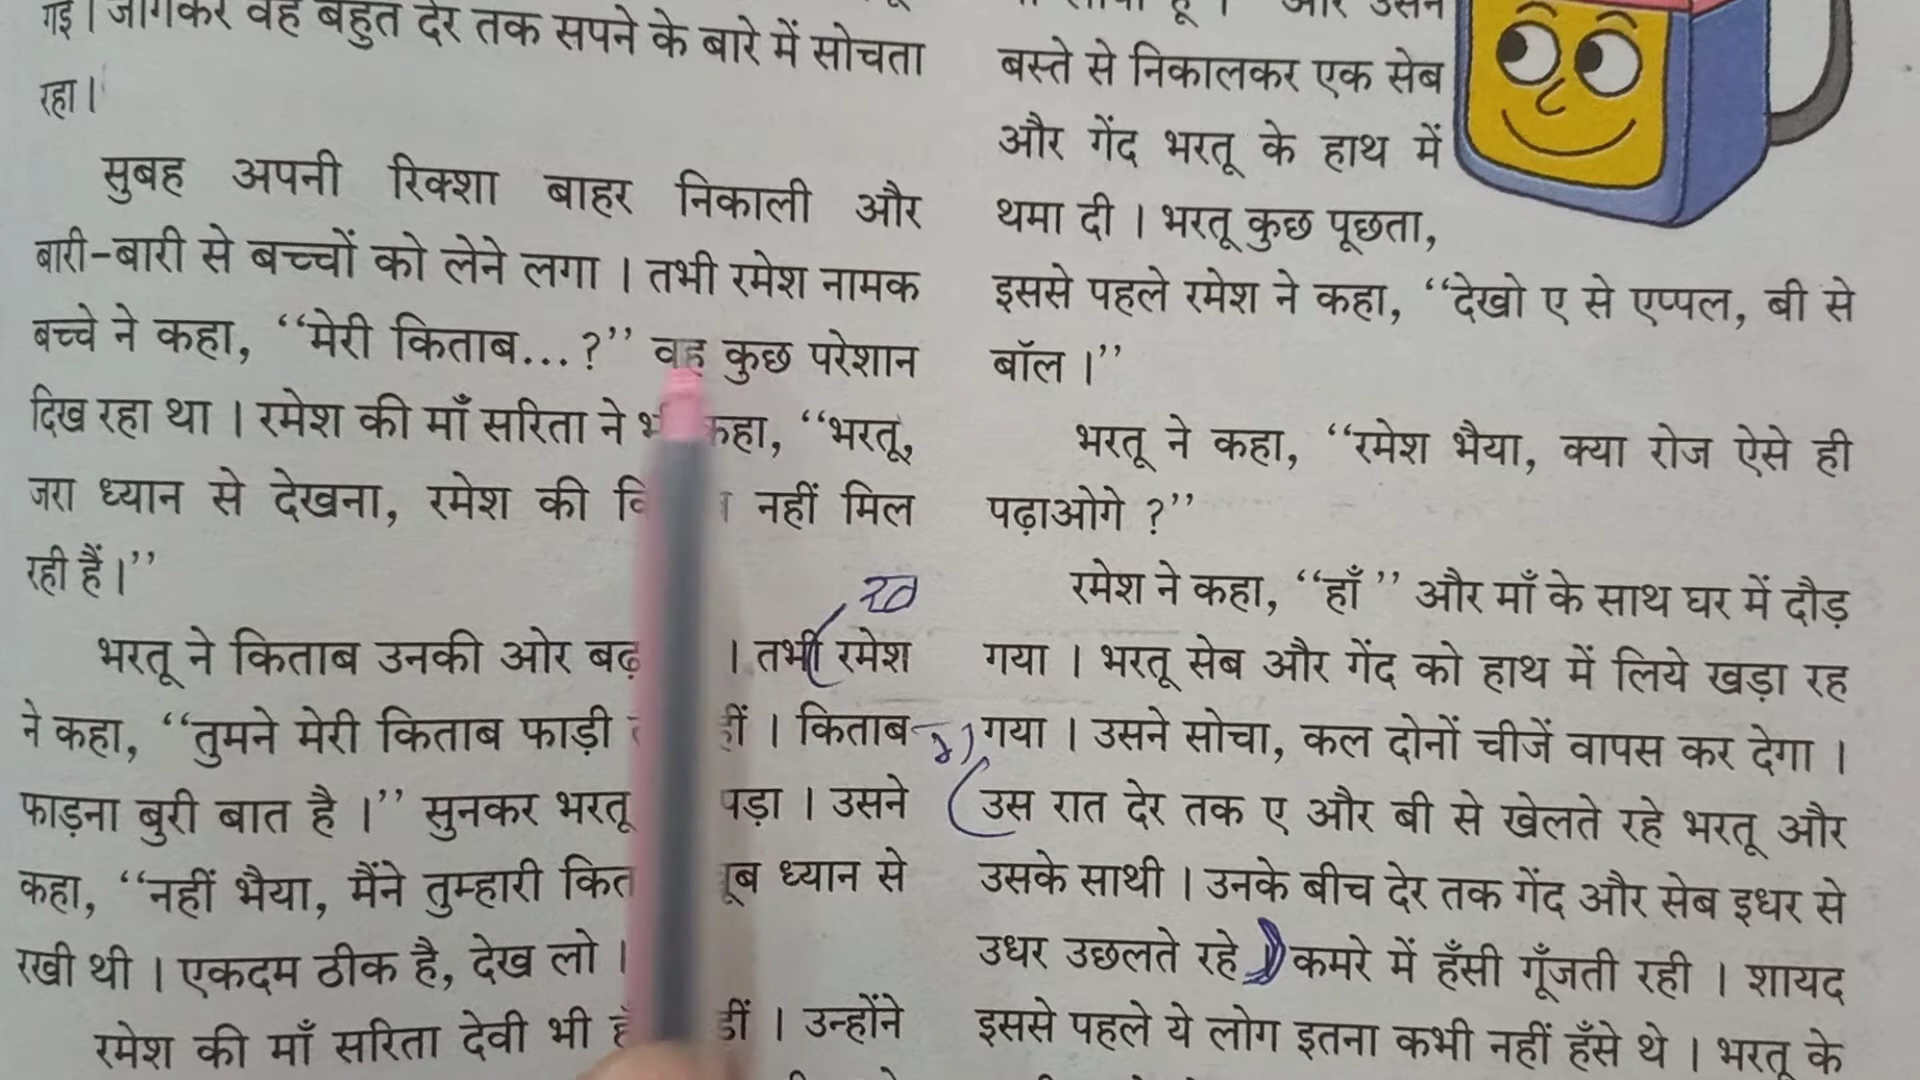 गई । जागकर वह बहुत देर तक सपने के बारे में सोचता
रहा ।
सुबह अपनी रिक्शा बाहर निकाली और
बारी-बारी से बच्चों को लेने लगा । तभी रमेश नामक
बच्चे ने कहा, ‘‘मेरी किताब...?’’ वह कुछ परेशान
दिख रहा था । रमेश की माँ सरिता ने कहा, ‘‘भरतू,
जरा ध्यान से देखना, रमेश की नहीं मिल
रही हैं ।’’
20
भरतू ने किताब उनकी ओर । तभी रमेश
ने कहा, ‘‘तुमने मेरी किताब फाड़ी । किताब
फाड़ना बुरी बात है ।’’ सुनकर भरतू पड़ा । उसने
कहा, ‘‘नहीं भैया, मैंने तुम्हारी ध्यान से
रखी थी । एकदम ठीक है, देख लो ।
रमेश की माँ सरिता देवी भी । उन्होंने
और उसने
बस्ते से निकालकर एक सेब
और गेंद भरतू के हाथ में
थमा दी । भरतू कुछ पूछता,
इससे पहले रमेश ने कहा, ‘‘देखो ए से एप्पल, बी से
बॉल ।’’
भरतू ने कहा, ‘‘रमेश भैया, क्या रोज ऐसे ही
पढ़ाओगे ?’’
रमेश ने कहा, ‘‘हाँ ’’ और माँ के साथ घर में दौड़
गया । भरतू सेब और गेंद को हाथ में लिये खड़ा रह
गया । उसने सोचा, कल दोनों चीजें वापस कर देगा ।
उस रात देर तक ए और बी से खेलते रहे भरतू और
उसके साथी । उनके बीच देर तक गेंद और सेब इधर से
उधर उछलते रहे कमरे में हँसी गूँजती रही । शायद
इससे पहले ये लोग इतना कभी नहीं हँसे थे । भरतू के